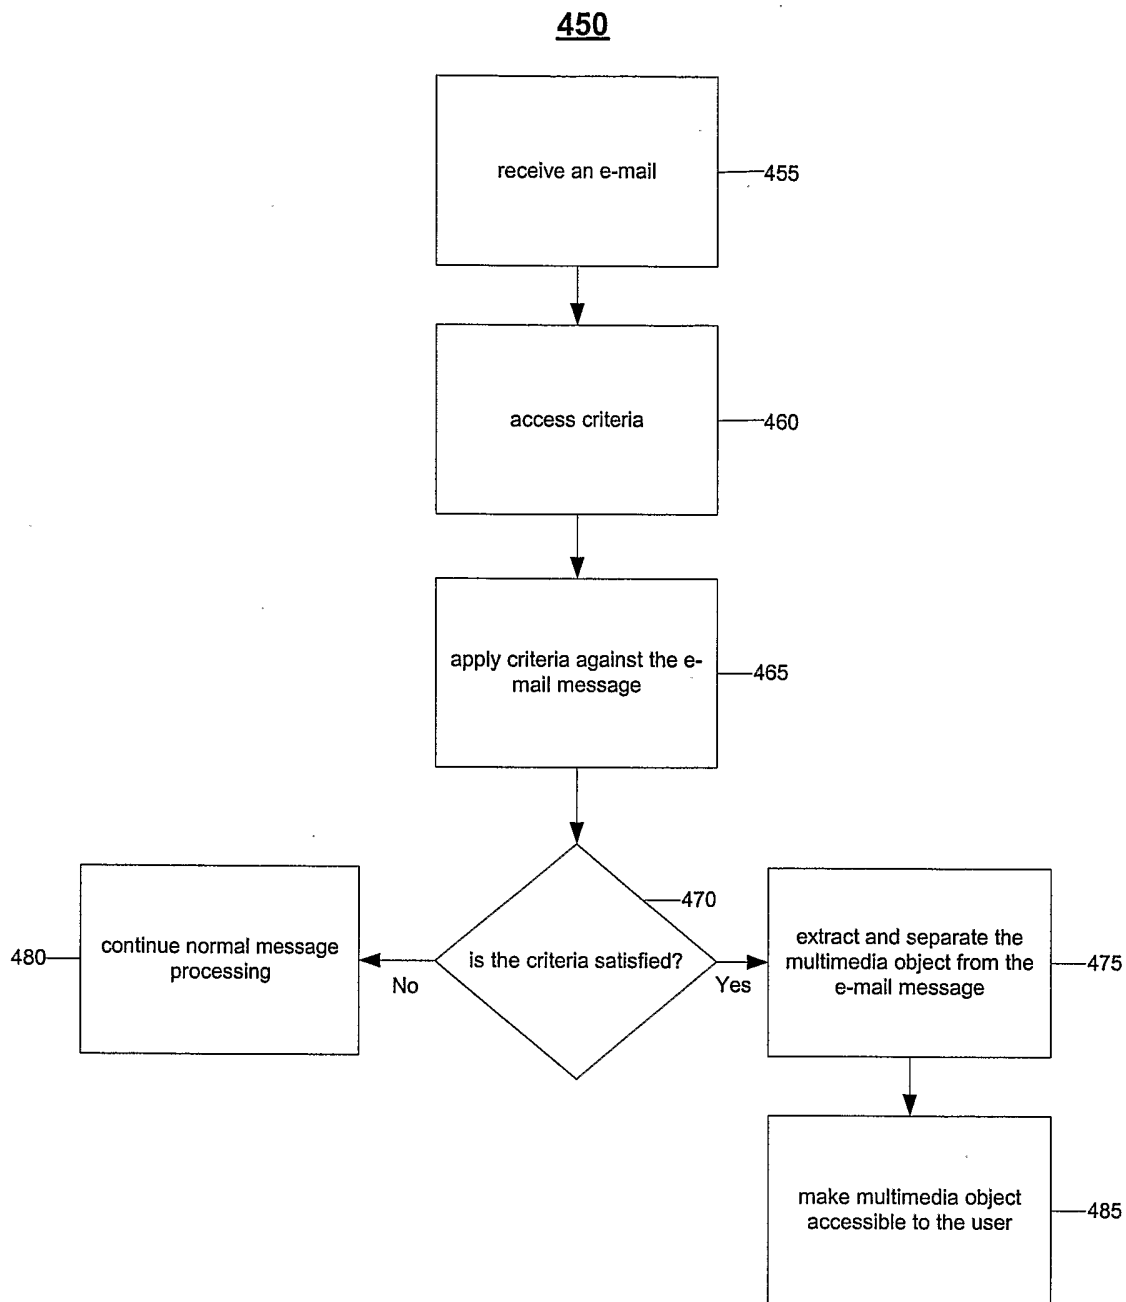 450
receive an e-mail
455
access criteria
460
apply criteria against the e-
mail message
465
470
is the criteria satisfied?
No
Yes
480
continue normal message
processing
extract and separate the
multimedia object from the
e-mail message
475
make multimedia object
accessible to the user
485